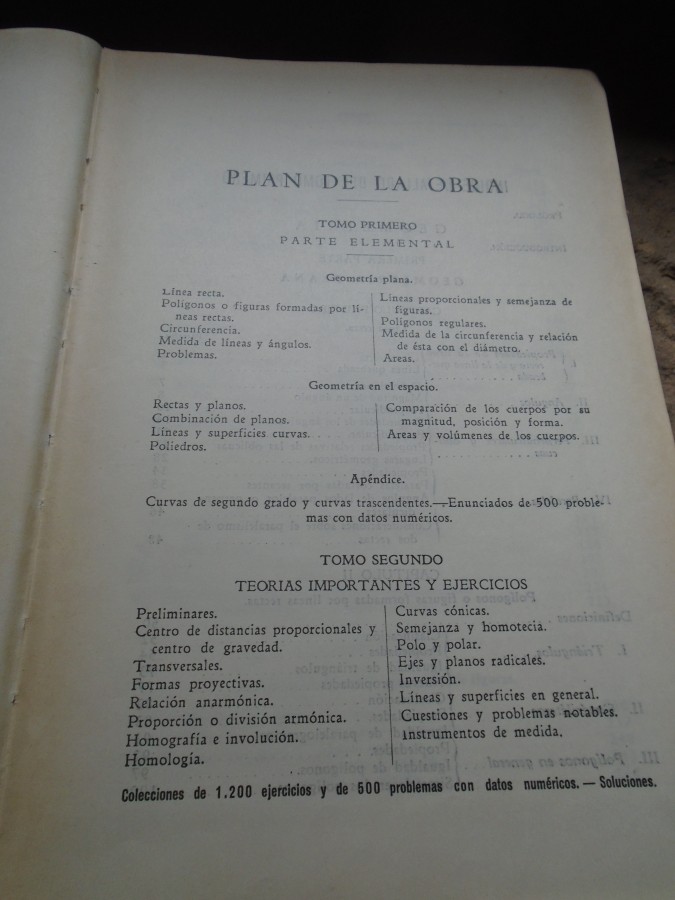 PLAN DE LA OBRA
TOMO PRIMERO
PARTE ELEMENTAL
Geometría plana.
Línea recta.
Polígonos o figuras formadas por lí-
neas rectas.
Circunferencia.
Medida de líneas y ángulos.
Problemas.
Líneas proporcionales y semejanza de
figuras.
Polígonos regulares.
Medida de la circunferencia y relación
de ésta con el diámetro.
Areas.
Geometría en el espacio.
Rectas y planos.
Combinación de planos.
Líneas y superficies curvas.
Poliedros.
Comparación de los cuerpos por su
magnitud, posición y forma.
Areas y volúmenes de los cuerpos.
Apéndice.
Curvas de segundo grado y curvas trascendentes.—Enunciados de 500 proble-
mas con datos numéricos.
TOMO SEGUNDO
TEORIAS IMPORTANTES Y EJERCICIOS
Preliminares.
Centro de distancias proporcionales y
centro de gravedad.
Transversales.
Formas proyectivas.
Relación anarmónica.
Proporción o división armónica.
Homografía e involución.
Homología.
Curvas cónicas.
Semejanza y homotecia.
Polo y polar.
Ejes y planos radicales.
Inversión.
Líneas y superficies en general.
Cuestiones y problemas notables.
Instrumentos de medida.
Colecciones de 1.200 ejercicios y de 500 problemas con datos numéricos. — Soluciones.